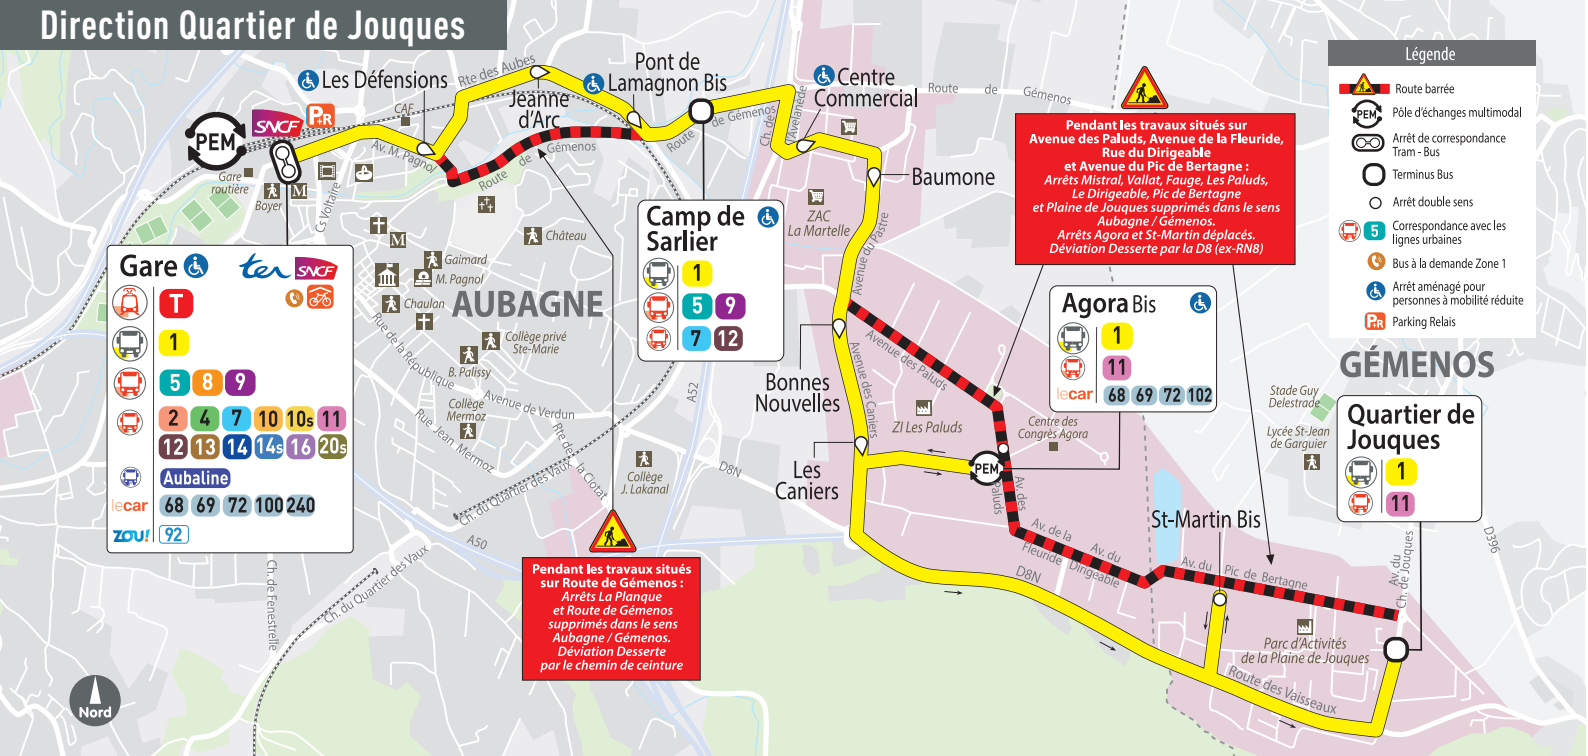 Direction Quartier de Jouques
Légende
Route barrée
PEM
Pôle d'échanges multimodal
Arrêt de correspondance
Tram - Bus
Terminus Bus
Arrêt double sens
5
Correspondance avec les
lignes urbaines
Bus à la demande Zone 1
Arrêt aménagé pour
personnes à mobilité réduite
P+R
Parking Relais
Les Défensions
Rte des Aubes
Jeanne
d'Arc
Pont de
Lamagnon Bis
Centre
Commercial
Route de Gémenos
CAF
SNCF
P+R
PEM
Av. M. Pagnol
Route de Gémenos
Route de Gémenos
Ch. de l'Avelanède
Gare
routière
Boyer
M
Cs Voltaire
M
Château
Gaimard
M. Pagnol
Chaulan
AUBAGNE
Collège privé
Ste-Marie
B. Palissy
Collège
Mermoz
Rue de la République
Avenue de Verdun
Rue Jean Mermoz
Rte de la Ciotat
Ch. du Quartier des Vaux
Ch. du Quartier des Vaux
Ch. de Fenestrelle
A50
A52
D8N
Collège
J. Lakanal
Gare
ter SNCF
T
1
5 8 9
2 4 7 10 10s 11
12 13 14 14s 16 20s
Aubaline
lecar
68 69 72 100 240
ZOU!
92
Camp de
Sarlier
1
5 9
7 12
Baumone
ZAC
La Martelle
Avenue du Pastre
Pendant les travaux situés sur
Avenue des Paluds, Avenue de la Fleuride,
Rue du Dirigeable
et Avenue du Pic de Bertagne :
Arrêts Mistral, Vallat, Fauge, Les Paluds,
Le Dirigeable, Pic de Bertagne
et Plaine de Jouques supprimés dans le sens
Aubagne / Gémenos.
Arrêts Agora et St-Martin déplacés.
Déviation Desserte par la D8 (ex-RN8)
Agora Bis
1
11
lecar
68 69 72 102
Bonnes
Nouvelles
Avenue des Paluds
Avenue des Caniers
ZI Les Paluds
Centre des
Congrès Agora
Les
Caniers
PEM
Av. des
Paluds
Av. de la
Fleuride
Av. du
Dirigeable
D8N
St-Martin Bis
Av. du Pic de Bertagne
GÉMENOS
Stade Guy
Delestrade
Lycée St-Jean
de Garguier
Quartier de
Jouques
1
11
D396
Av. du
Ch. de Jouques
Parc d'Activités
de la Plaine de Jouques
Route des Vaisseaux
Pendant les travaux situés
sur Route de Gémenos :
Arrêts La Planque
et Route de Gémenos
supprimés dans le sens
Aubagne / Gémenos.
Déviation Desserte
par le chemin de ceinture
Nord